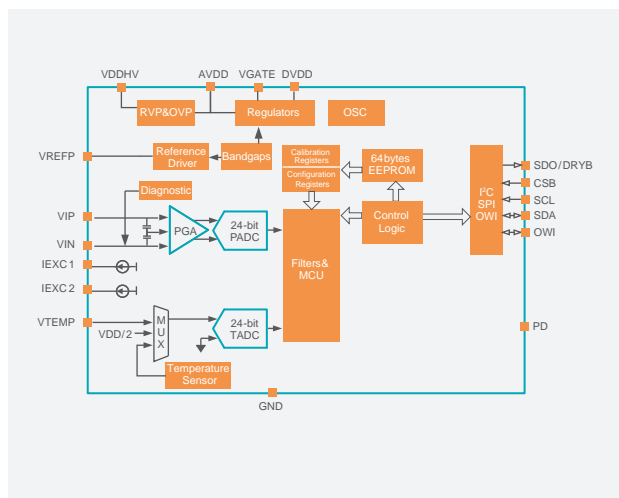 VDDHV
AVDD
VGATE
DVDD
RVP&OVP
Regulators
OSC
VREFP
Reference
Driver
Bandgaps
Calibration
Registers
Configuration
Registers
64bytes
EEPROM
I²C
SPI
OWI
SDO/DRYB
CSB
SCL
SDA
OWI
Diagnostic
VIP
VIN
PGA
24-bit
PADC
Control
Logic
Filters&
MCU
IEXC1
IEXC2
VTEMP
VDD/2
M
U
X
24-bit
TADC
PD
Temperature
Sensor
GND